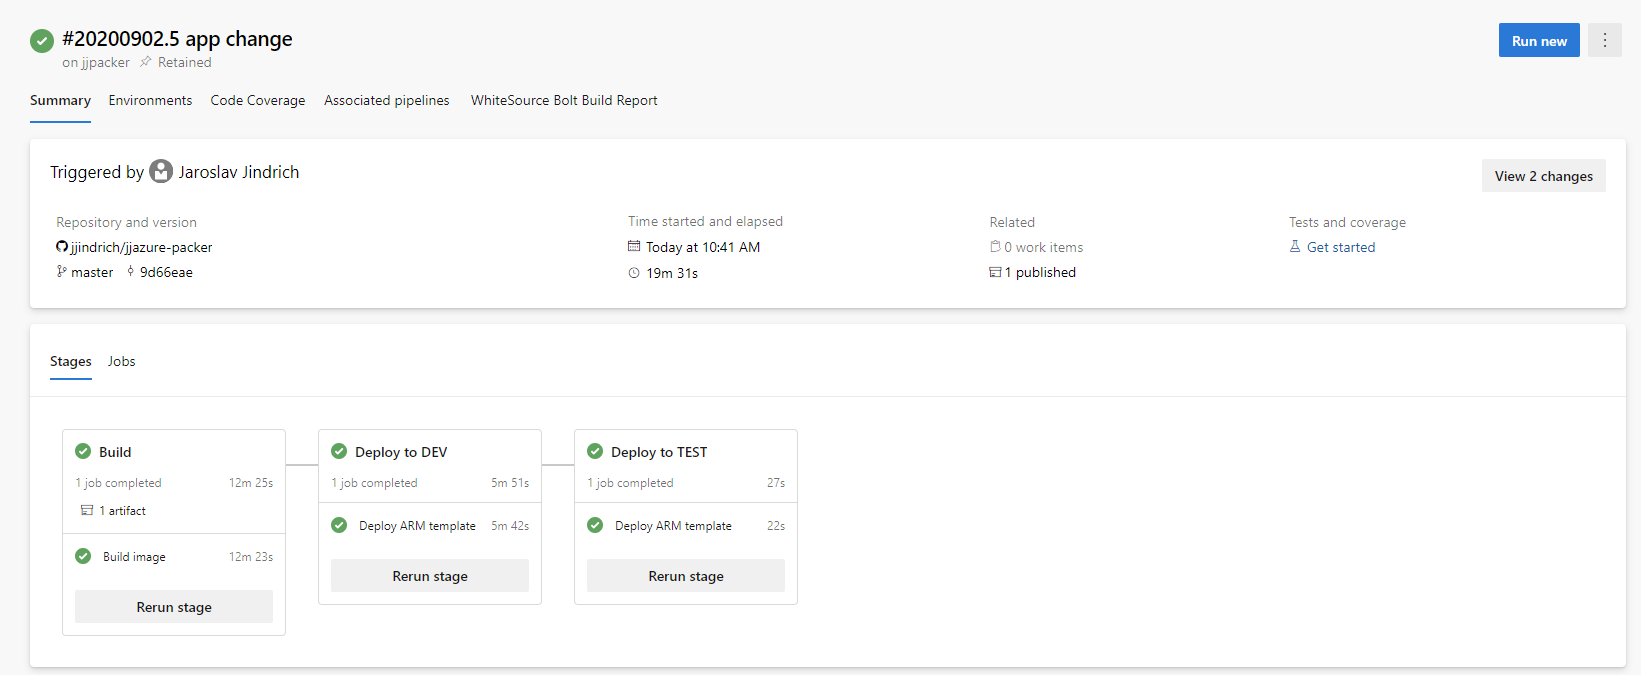 #20200902.5 app change
Run new
on jjpacker Retained
Summary Environments Code Coverage Associated pipelines WhiteSource Bolt Build Report
Triggered by Jaroslav Jindrich
View 2 changes
Repository and version
jjindrich/jjazure-packer
master 9d66eae
Time started and elapsed
Today at 10:41 AM
19m 31s
Related
0 work items
1 published
Tests and coverage
Get started
Stages Jobs
Build
1 job completed 12m 25s
1 artifact
Build image 12m 23s
Rerun stage
Deploy to DEV
1 job completed 5m 51s
Deploy ARM template 5m 42s
Rerun stage
Deploy to TEST
1 job completed 27s
Deploy ARM template 22s
Rerun stage